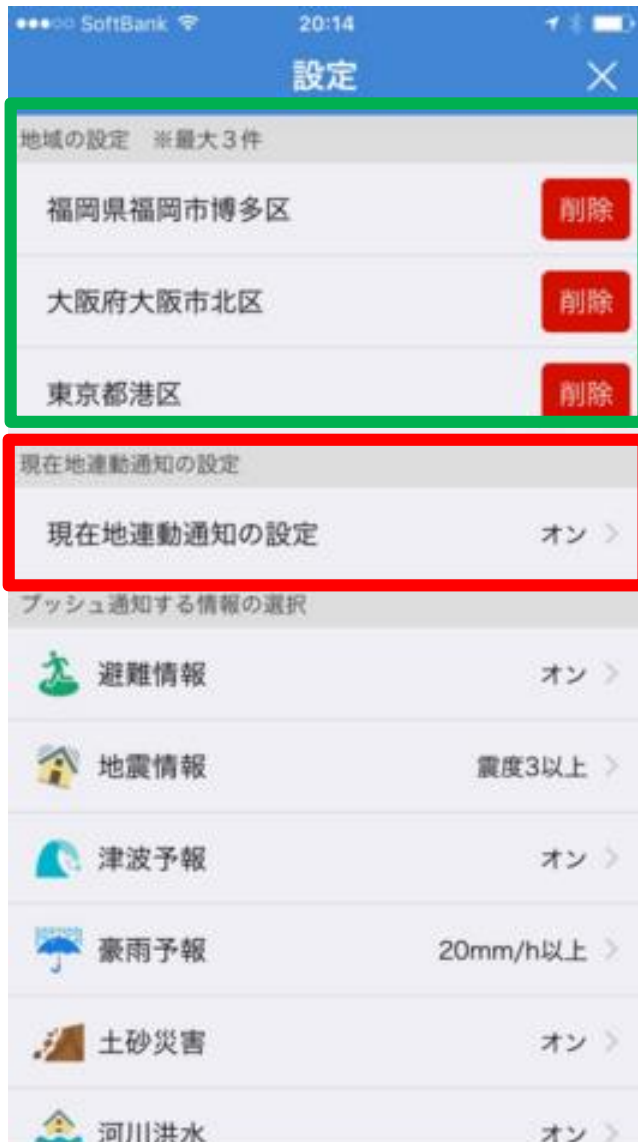 SoftBank 20:14
設定
地域の設定 ※最大3件
福岡県福岡市博多区 削除
大阪府大阪市北区 削除
東京都港区 削除
現在地連動通知の設定
現在地連動通知の設定 オン
プッシュ通知する情報の選択
避難情報 オン
地震情報 震度3以上
津波予報 オン
豪雨予報 20mm/h以上
土砂災害 オン
河川洪水 オン